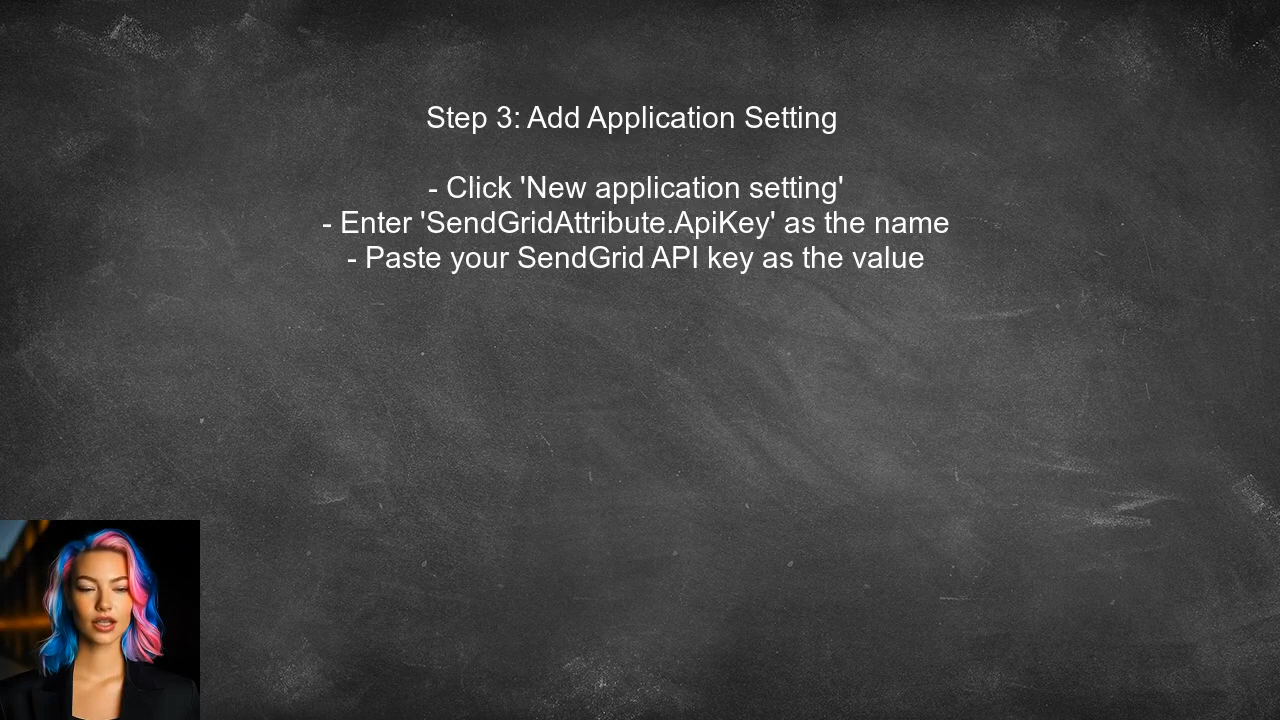 Step 3: Add Application Setting
- Click 'New application setting'
- Enter 'SendGridAttribute.ApiKey' as the name
- Paste your SendGrid API key as the value